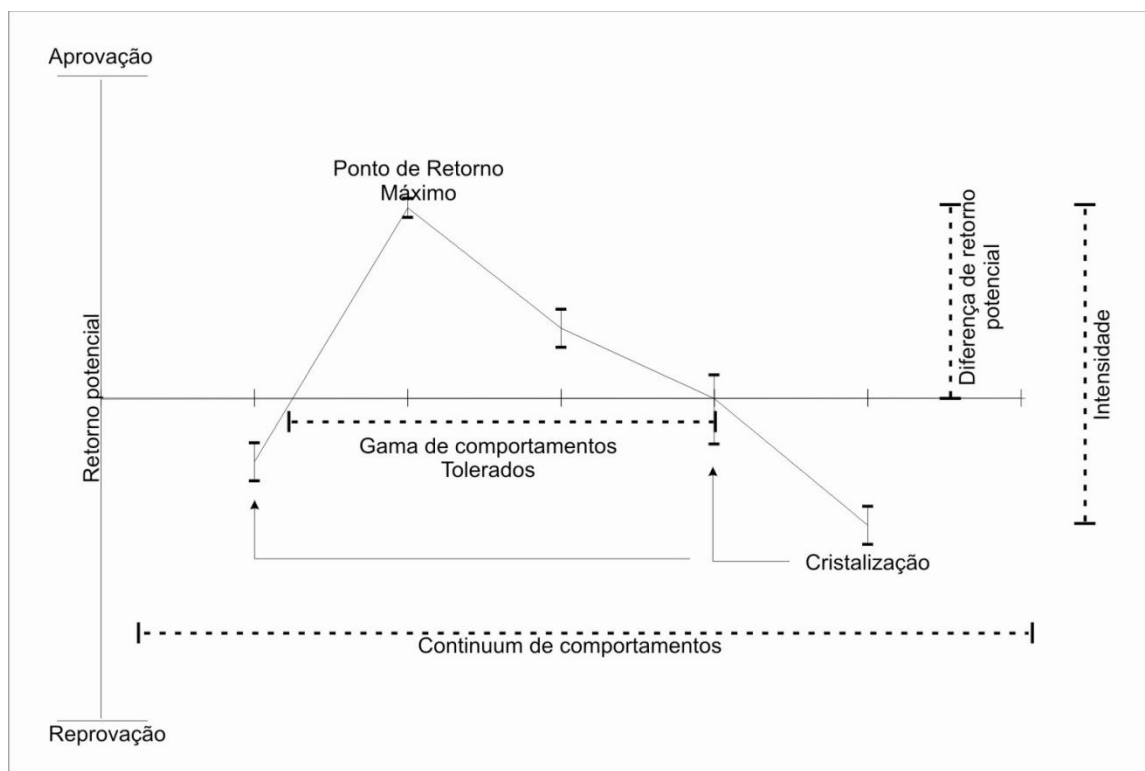 Aprovação
Ponto de Retorno
Máximo
Diferença de retorno
potencial
Intensidade
Retorno potencial
Gama de comportamentos
Tolerados
Cristalização
Continuum de comportamentos
Reprovação